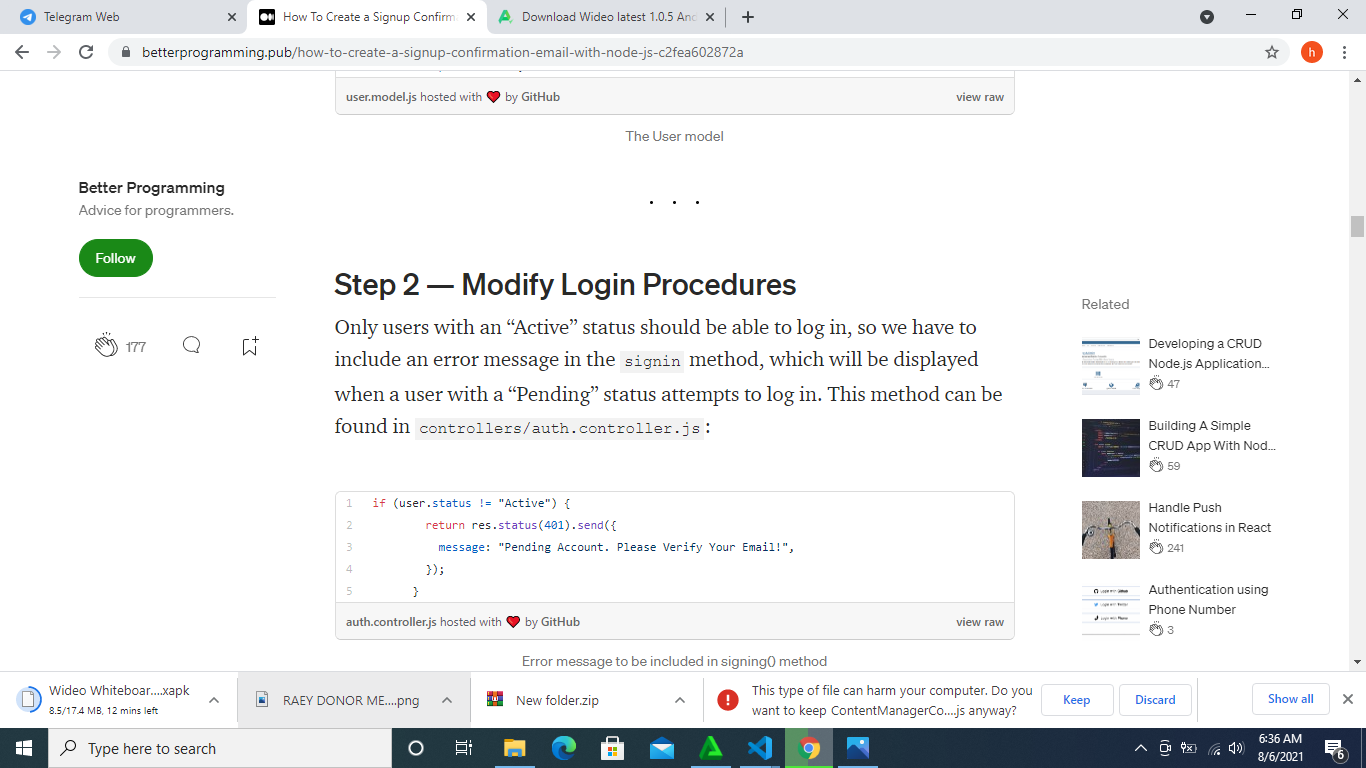 Telegram Web
How To Create a Signup Confirm
Download Wideo latest 1.0.5 And
betterprogramming.pub/how-to-create-a-signup-confirmation-email-with-node-js-c2fea602872a
h
user.model.js hosted with ❤ by GitHub
view raw
The User model
Better Programming
Advice for programmers.
Follow
177
Step 2 — Modify Login Procedures
Only users with an “Active” status should be able to log in, so we have to
include an error message in the signin method, which will be displayed
when a user with a “Pending” status attempts to log in. This method can be
found in controllers/auth.controller.js:
1 if (user.status != "Active") {
2 return res.status(401).send({
3 message: "Pending Account. Please Verify Your Email!",
4 });
5 }
auth.controller.js hosted with ❤ by GitHub
view raw
Error message to be included in signing() method
Related
Developing a CRUD
Node.js Application...
47
Building A Simple
CRUD App With Nod...
59
Handle Push
Notifications in React
241
Authentication using
Phone Number
3
Wideo Whiteboar....xapk
8.5/17.4 MB, 12 mins left
RAEY DONOR ME....png
New folder.zip
This type of file can harm your computer. Do you
want to keep ContentManagerCo....js anyway?
Keep
Discard
Show all
Type here to search
6:36 AM
8/6/2021
6